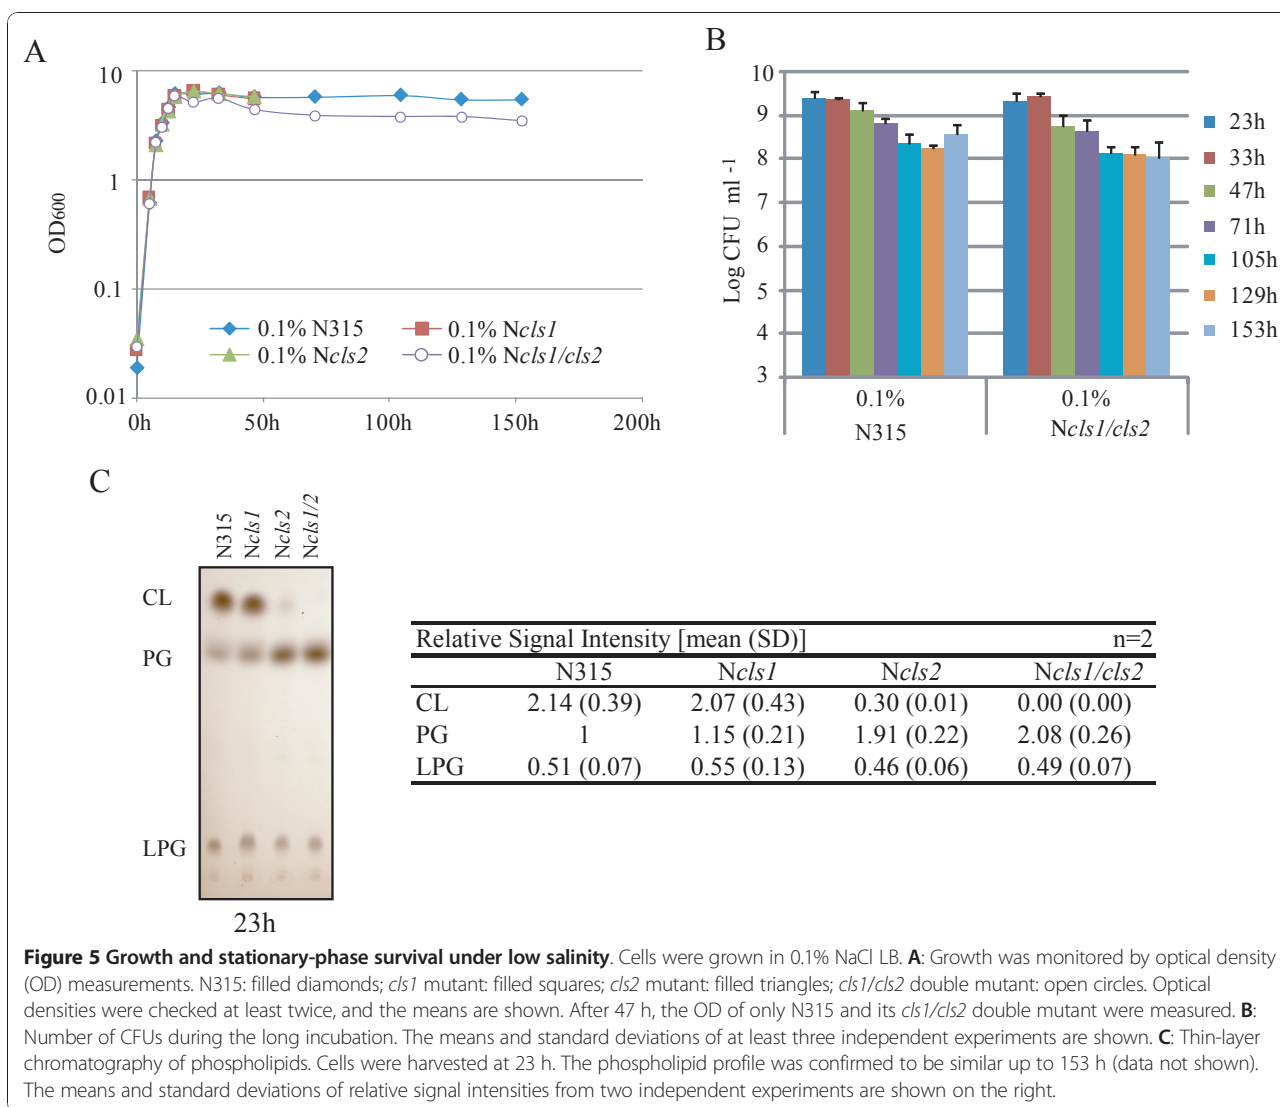 A
10
1
0.1
0.01
OD600
0h 50h 100h 150h 200h
0.1% N315
0.1% Ncls1
0.1% Ncls2
0.1% Ncls1/cls2
B
10
9
8
7
6
5
4
3
Log CFU ml -1
0.1%
N315
0.1%
Ncls1/cls2
23h
33h
47h
71h
105h
129h
153h
C
N315
Ncls1
Ncls2
Ncls1/2
CL
PG
LPG
23h
Relative Signal Intensity [mean (SD)] n=2
N315 Ncls1 Ncls2 Ncls1/cls2
CL 2.14 (0.39) 2.07 (0.43) 0.30 (0.01) 0.00 (0.00)
PG 1 1.15 (0.21) 1.91 (0.22) 2.08 (0.26)
LPG 0.51 (0.07) 0.55 (0.13) 0.46 (0.06) 0.49 (0.07)
Figure 5 Growth and stationary-phase survival under low salinity. Cells were grown in 0.1% NaCl LB. A: Growth was monitored by optical density
(OD) measurements. N315: filled diamonds; cls1 mutant: filled squares; cls2 mutant: filled triangles; cls1/cls2 double mutant: open circles. Optical
densities were checked at least twice, and the means are shown. After 47 h, the OD of only N315 and its cls1/cls2 double mutant were measured. B:
Number of CFUs during the long incubation. The means and standard deviations of at least three independent experiments are shown. C: Thin-layer
chromatography of phospholipids. Cells were harvested at 23 h. The phospholipid profile was confirmed to be similar up to 153 h (data not shown).
The means and standard deviations of relative signal intensities from two independent experiments are shown on the right.